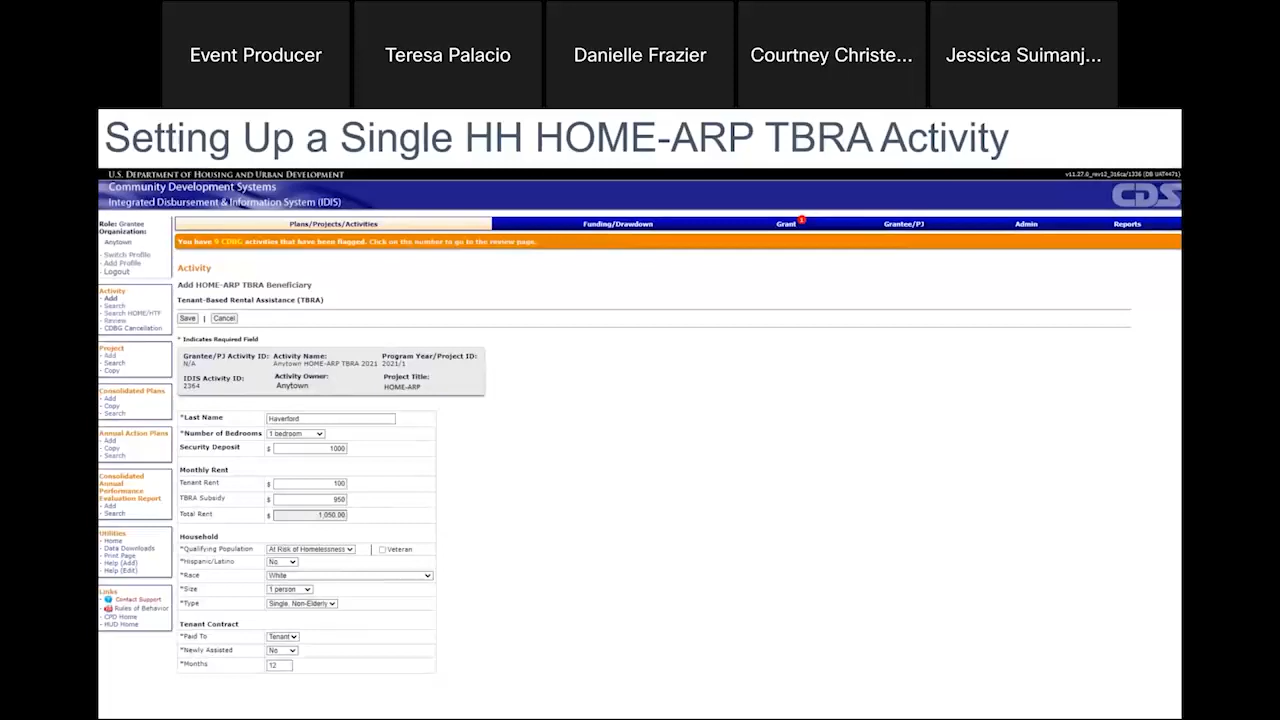 Event Producer
Teresa Palacio
Danielle Frazier
Courtney Christe...
Jessica Suimanj...
Setting Up a Single HH HOME-ARP TBRA Activity
U.S. DEPARTMENT OF HOUSING AND URBAN DEVELOPMENT
Community Development Systems
Integrated Disbursement & Information System (IDIS)
CDS
Role: Grantee
Organization:
Anytown
- Switch Profile
- Add Profile
- Logout
Activity
- Add
- Search
- Search HOME/HTF
- Review
- CDBG Cancellation
Project
- Add
- Search
- Copy
Consolidated Plans
- Add
- Copy
- Search
Annual Action Plans
- Add
- Copy
- Search
Consolidated
Annual
Performance
Evaluation Report
- Add
- Search
Utilities
- Home
- Data Downloads
- Print Page
- Help (Add)
- Help (Edit)
Links
- Contact Support
- Rules of Behavior
- CPD Home
- HUD Home
Plans/Projects/Activities
Funding/Drawdown
Grant 1
Grantee/PJ
Admin
Reports
You have 9 CDBG activities that have been flagged. Click on the number to go to the review page.
Activity
Add HOME-ARP TBRA Beneficiary
Tenant-Based Rental Assistance (TBRA)
Save | Cancel
* Indicates Required Field
Grantee/PJ Activity ID: Activity Name: Program Year/Project ID:
N/A Anytown HOME-ARP TBRA 2021 2021/1
IDIS Activity ID: Activity Owner: Project Title:
2364 Anytown HOME-ARP
*Last Name Haverford
*Number of Bedrooms 1 bedroom
Security Deposit $ 1000
Monthly Rent
Tenant Rent $ 100
TBRA Subsidy $ 950
Total Rent $ 1,050.00
Household
*Qualifying Population At Risk of Homelessness | Veteran
*Hispanic/Latino No
*Race White
*Size 1 person
*Type Single, Non-Elderly
Tenant Contract
*Paid To Tenant
*Newly Assisted No
*Months 12